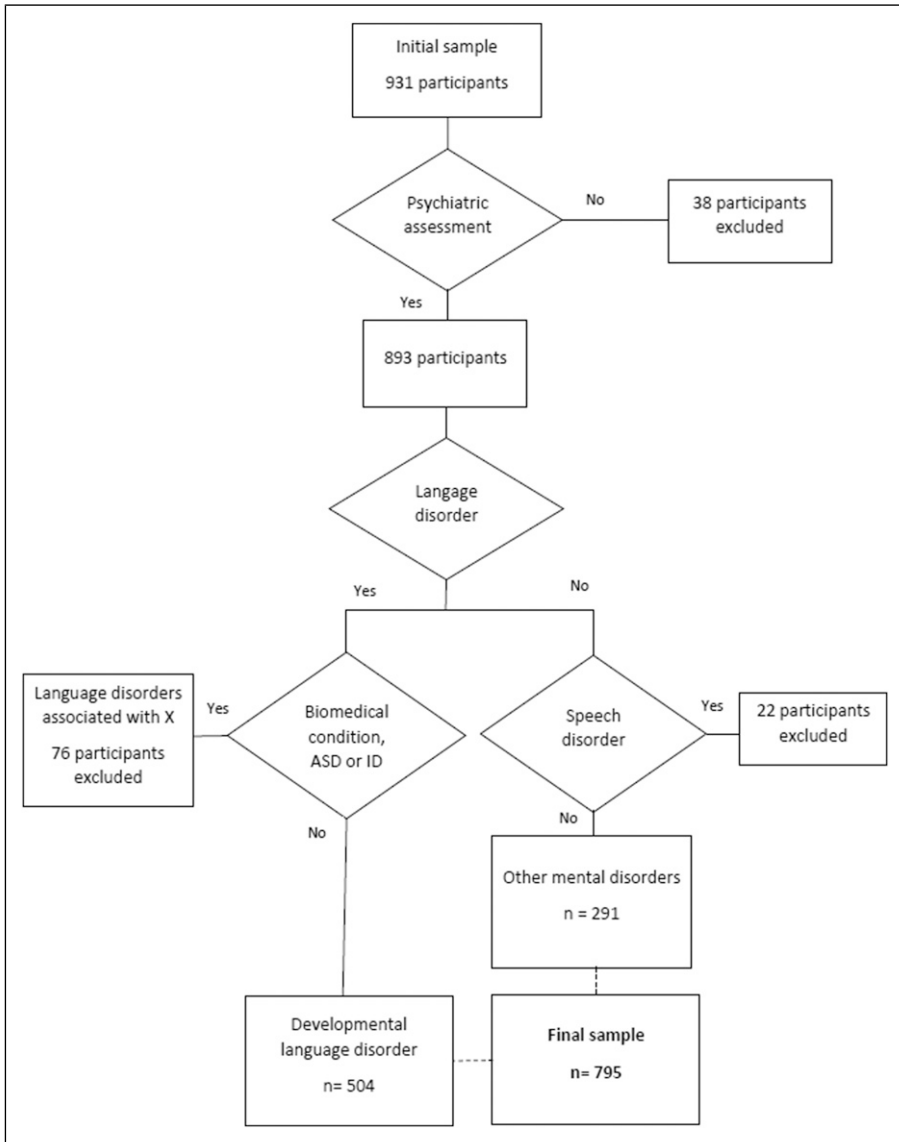 Initial sample
931 participants
Psychiatric
assessment
No
38 participants
excluded
Yes
893 participants
Langage
disorder
Yes
No
Language disorders
associated with X
76 participants
excluded
Yes
Biomedical
condition,
ASD or ID
Speech
disorder
Yes
22 participants
excluded
No
No
Other mental disorders
n = 291
Developmental
language disorder
n= 504
Final sample
n= 795